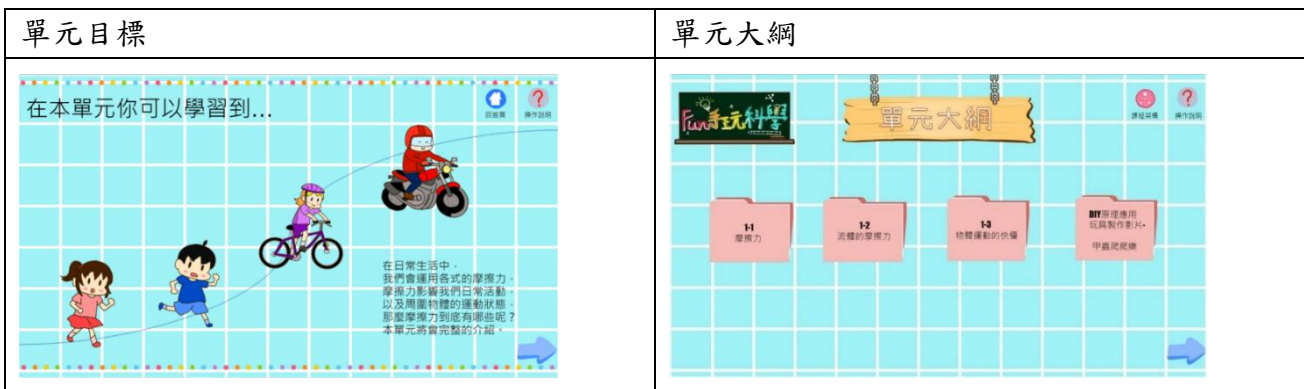 單元目標
單元大綱
在本單元你可以學習到...
回首頁
操作說明
在日常生活中，
我們會運用各式的摩擦力，
摩擦力影響我們日常活動，
以及周圍物體的運動狀態，
那麼摩擦力到底有哪些呢？
本單元將會完整的介紹。
Fun手玩科學
單元大綱
課程架構
操作說明
1-1
摩擦力
1-2
流體的摩擦力
1-3
物體運動的快慢
DIY原理應用
玩具製作影片-
甲蟲爬爬樂